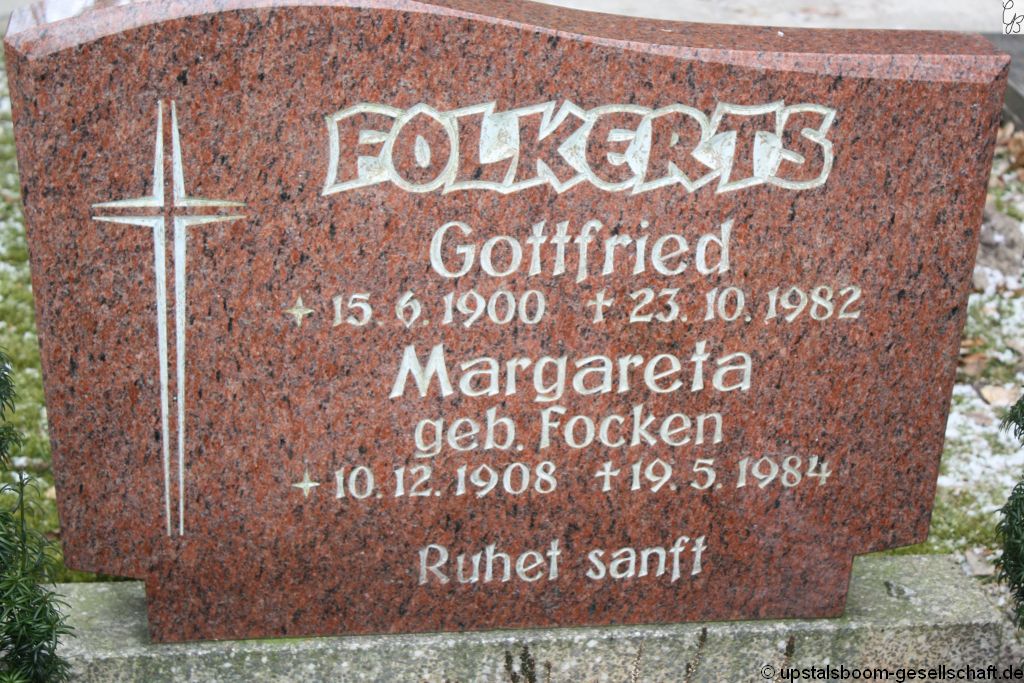 FOLKERTS
Gottfried
15. 6. 1900 † 23. 10. 1982
Margareta
geb. Focken
10. 12. 1908 † 19. 5. 1984
Ruhet sanft
© upstalsboom-gesellschaft.de